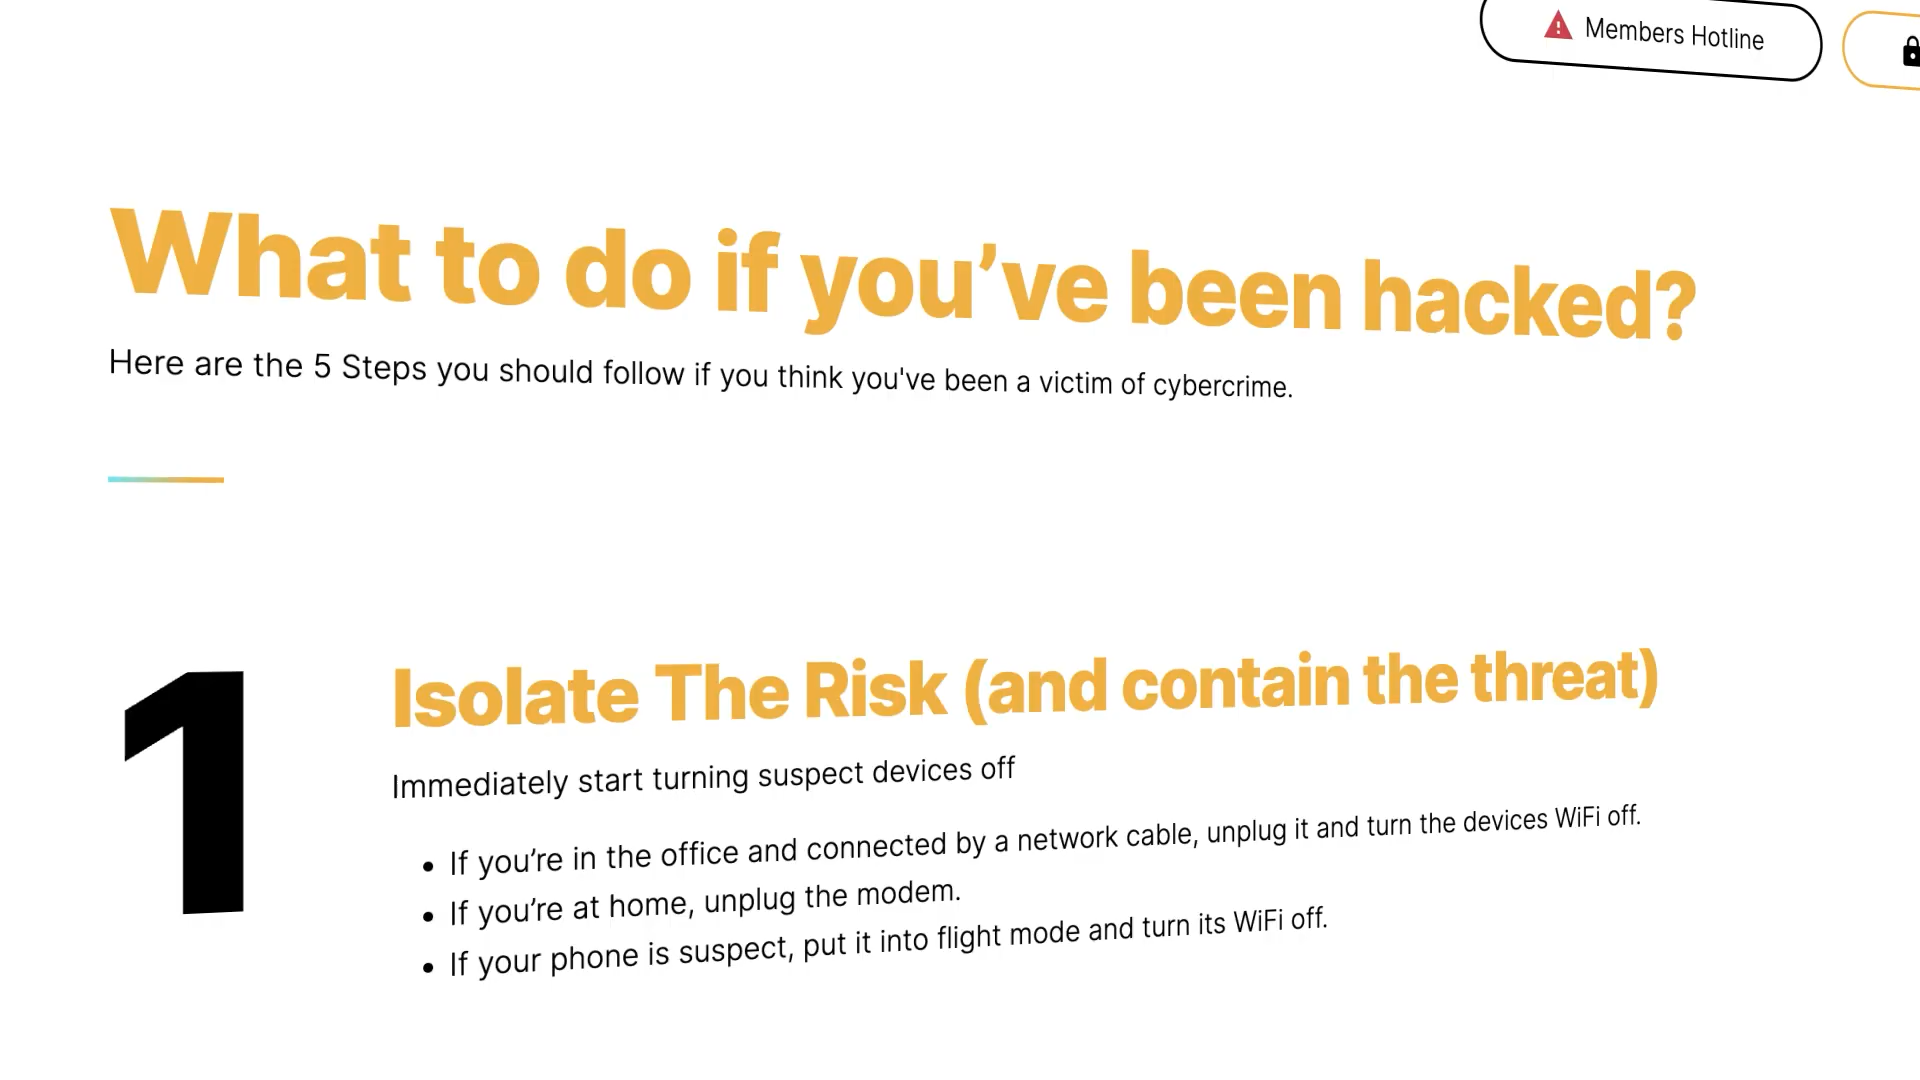 Members Hotline
What to do if you’ve been hacked?
Here are the 5 Steps you should follow if you think you've been a victim of cybercrime.
1
Isolate The Risk (and contain the threat)
Immediately start turning suspect devices off
• If you’re in the office and connected by a network cable, unplug it and turn the devices WiFi off.
• If you’re at home, unplug the modem.
• If your phone is suspect, put it into flight mode and turn its WiFi off.